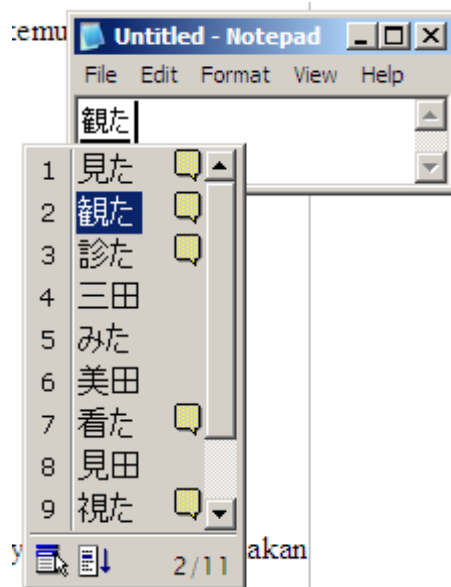 temu
Untitled - Notepad
File Edit Format View Help
観た
1 見た
2 観た
3 診た
4 三田
5 みた
6 美田
7 看た
8 見田
9 視た
2/11
y
akan